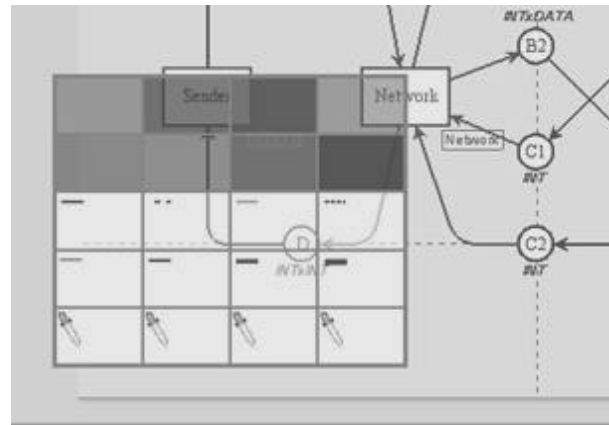 INTxDATA
B2
Sender
Network
Network
C1
INT
D
C2
INTxINT
INT